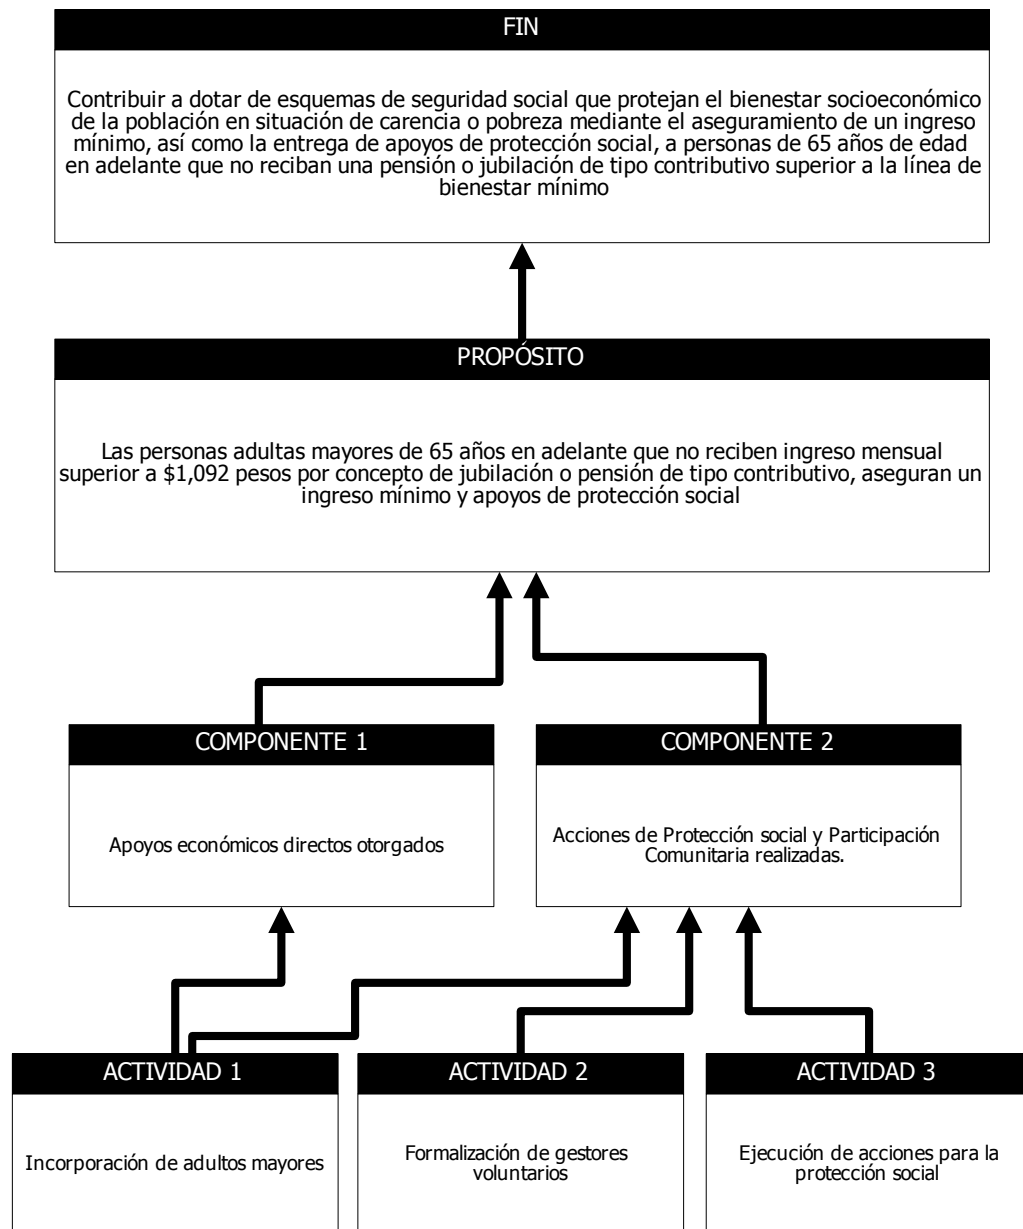 FIN
Contribuir a dotar de esquemas de seguridad social que protejan el bienestar socioeconómico
de la población en situación de carencia o pobreza mediante el aseguramiento de un ingreso
mínimo, así como la entrega de apoyos de protección social, a personas de 65 años de edad
en adelante que no reciban una pensión o jubilación de tipo contributivo superior a la línea de
bienestar mínimo
PROPÓSITO
Las personas adultas mayores de 65 años en adelante que no reciben ingreso mensual
superior a $1,092 pesos por concepto de jubilación o pensión de tipo contributivo, aseguran un
ingreso mínimo y apoyos de protección social
COMPONENTE 1
Apoyos económicos directos otorgados
COMPONENTE 2
Acciones de Protección social y Participación
Comunitaria realizadas.
ACTIVIDAD 1
Incorporación de adultos mayores
ACTIVIDAD 2
Formalización de gestores
voluntarios
ACTIVIDAD 3
Ejecución de acciones para la
protección social